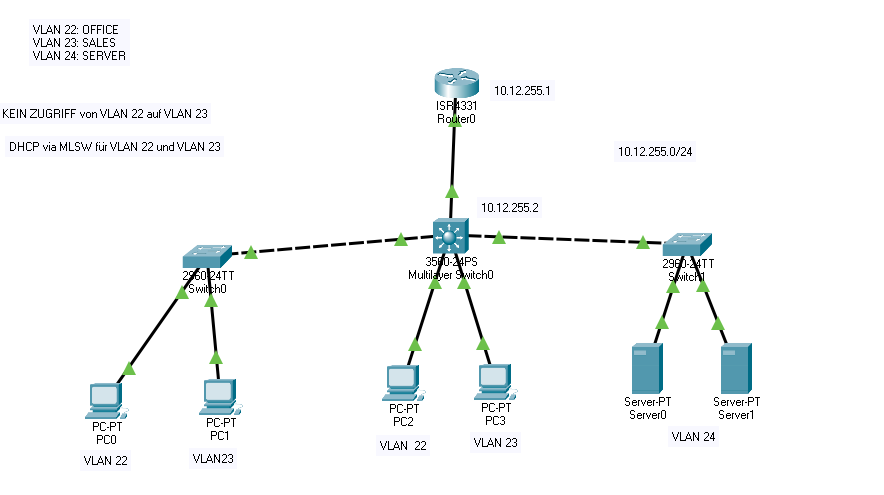 VLAN 22: OFFICE
VLAN 23: SALES
VLAN 24: SERVER
KEIN ZUGRIFF von VLAN 22 auf VLAN 23
DHCP via MLSW für VLAN 22 und VLAN 23
10.12.255.1
ISR4331
Router0
10.12.255.0/24
10.12.255.2
2960-24TT
Switch0
3560-24PS
Multilayer Switch0
2960-24TT
Switch1
PC-PT
PC0
VLAN 22
PC-PT
PC1
VLAN23
PC-PT
PC2
VLAN  22
PC-PT
PC3
VLAN 23
Server-PT
Server0
Server-PT
Server1
VLAN 24